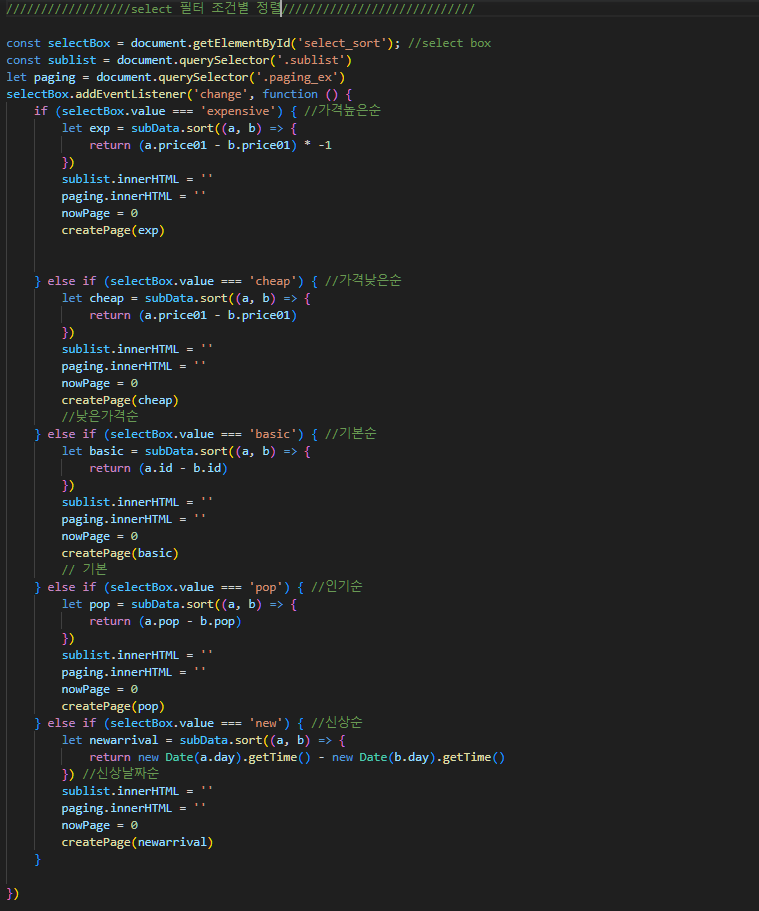 //////////////////select 필터 조건별 정렬////////////////////////////
const selectBox = document.getElementById('select_sort'); //select box
const sublist = document.querySelector('.sublist')
let paging = document.querySelector('.paging_ex')
selectBox.addEventListener('change', function () {
    if (selectBox.value === 'expensive') { //가격높은순
        let exp = subData.sort((a, b) => {
            return (a.price01 - b.price01) * -1
        })
        sublist.innerHTML = ''
        paging.innerHTML = ''
        nowPage = 0
        createPage(exp)
    } else if (selectBox.value === 'cheap') { //가격낮은순
        let cheap = subData.sort((a, b) => {
            return (a.price01 - b.price01)
        })
        sublist.innerHTML = ''
        paging.innerHTML = ''
        nowPage = 0
        createPage(cheap)
        //낮은가격순
    } else if (selectBox.value === 'basic') { //기본순
        let basic = subData.sort((a, b) => {
            return (a.id - b.id)
        })
        sublist.innerHTML = ''
        paging.innerHTML = ''
        nowPage = 0
        createPage(basic)
        // 기본
    } else if (selectBox.value === 'pop') { //인기순
        let pop = subData.sort((a, b) => {
            return (a.pop - b.pop)
        })
        sublist.innerHTML = ''
        paging.innerHTML = ''
        nowPage = 0
        createPage(pop)
    } else if (selectBox.value === 'new') { //신상순
        let newarrival = subData.sort((a, b) => {
            return new Date(a.day).getTime() - new Date(b.day).getTime()
        }) //신상날짜순
        sublist.innerHTML = ''
        paging.innerHTML = ''
        nowPage = 0
        createPage(newarrival)
    }
})